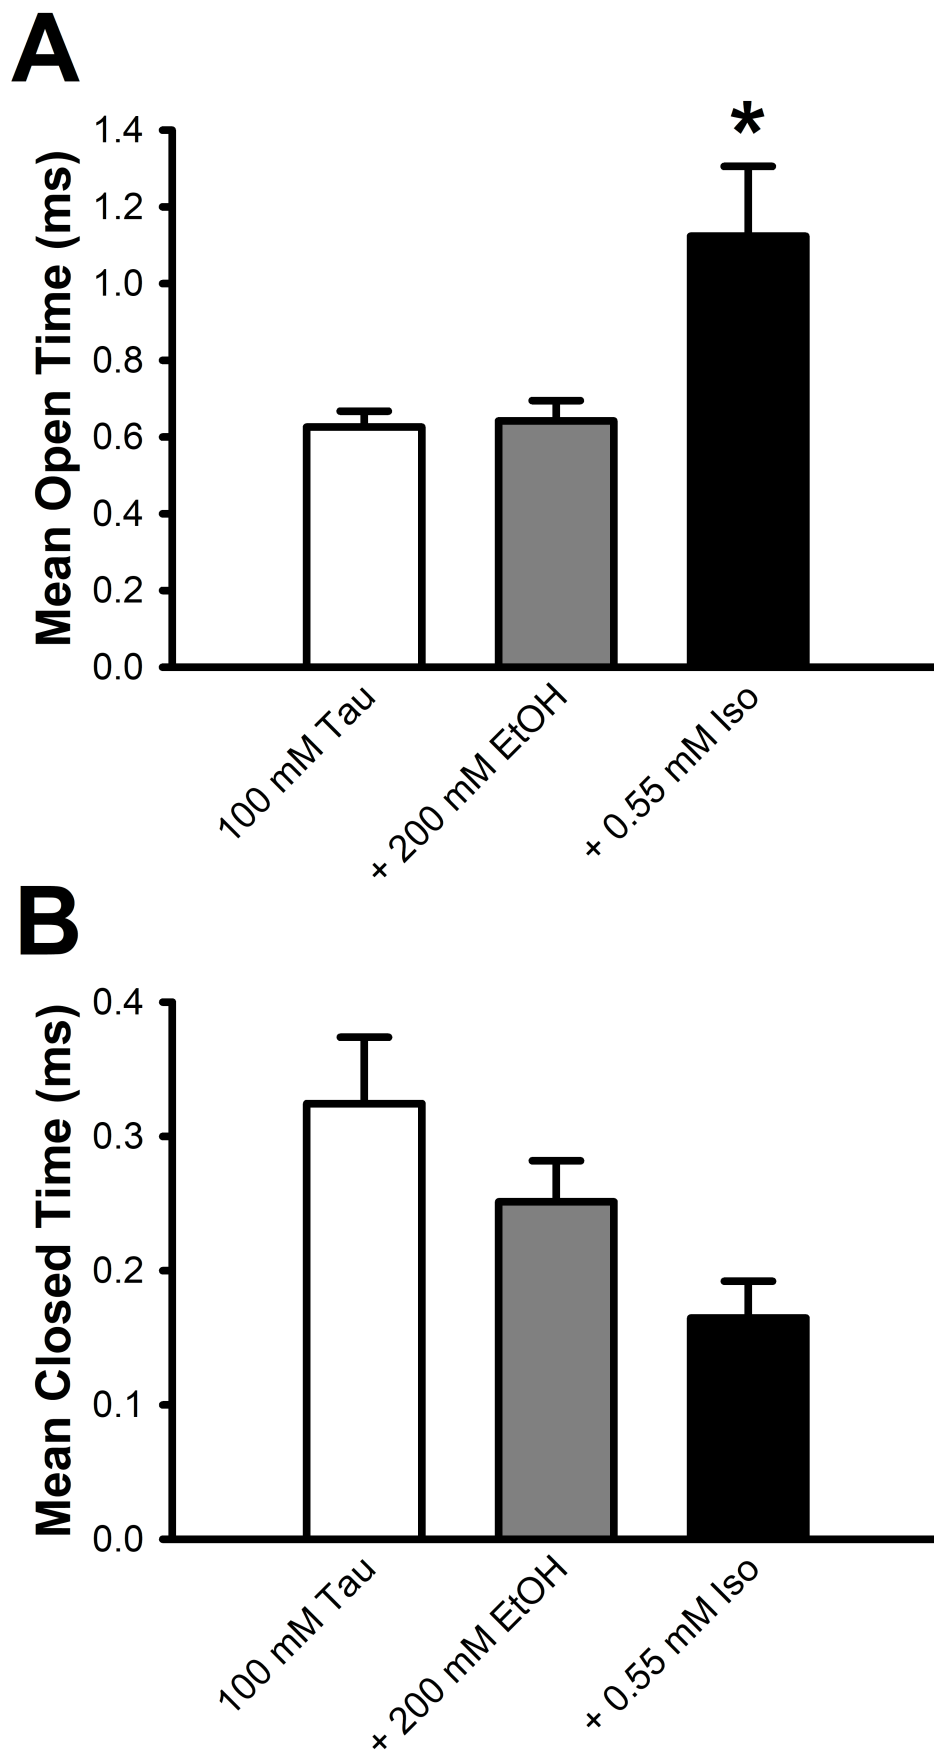 A
*
Mean Open Time (ms)
1.4
1.2
1.0
0.8
0.6
0.4
0.2
0.0
100 mM Tau
+ 200 mM EtOH
+ 0.55 mM Iso
B
Mean Closed Time (ms)
0.4
0.3
0.2
0.1
0.0
100 mM Tau
+ 200 mM EtOH
+ 0.55 mM Iso